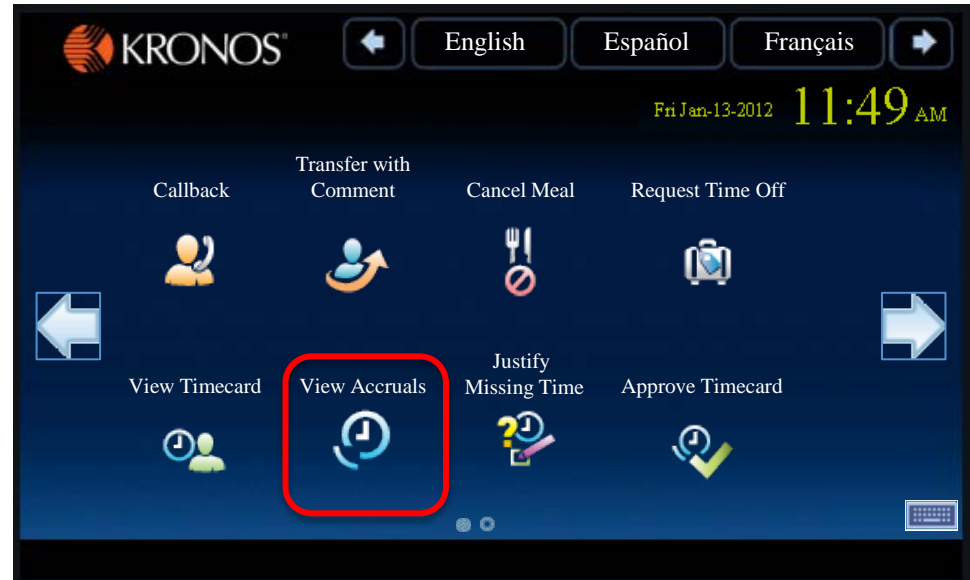 KRONOS
English
Español
Français
Fri Jan-13-2012 11:49 AM
Callback
Transfer with
Comment
Cancel Meal
Request Time Off
View Timecard
View Accruals
Justify
Missing Time
Approve Timecard